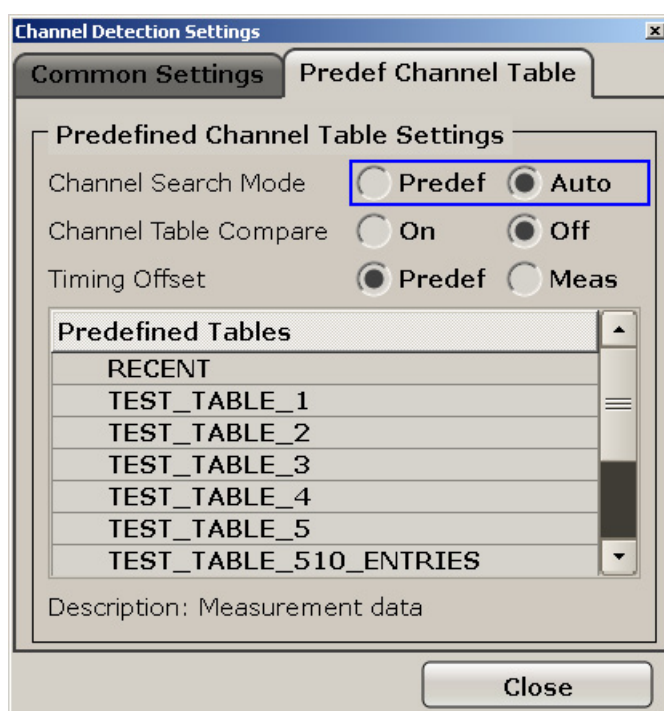 Channel Detection Settings
Common Settings Predef Channel Table
Predefined Channel Table Settings
Channel Search Mode Predef Auto
Channel Table Compare On Off
Timing Offset Predef Meas
Predefined Tables
RECENT
TEST_TABLE_1
TEST_TABLE_2
TEST_TABLE_3
TEST_TABLE_4
TEST_TABLE_5
TEST_TABLE_510_ENTRIES
Description: Measurement data
Close